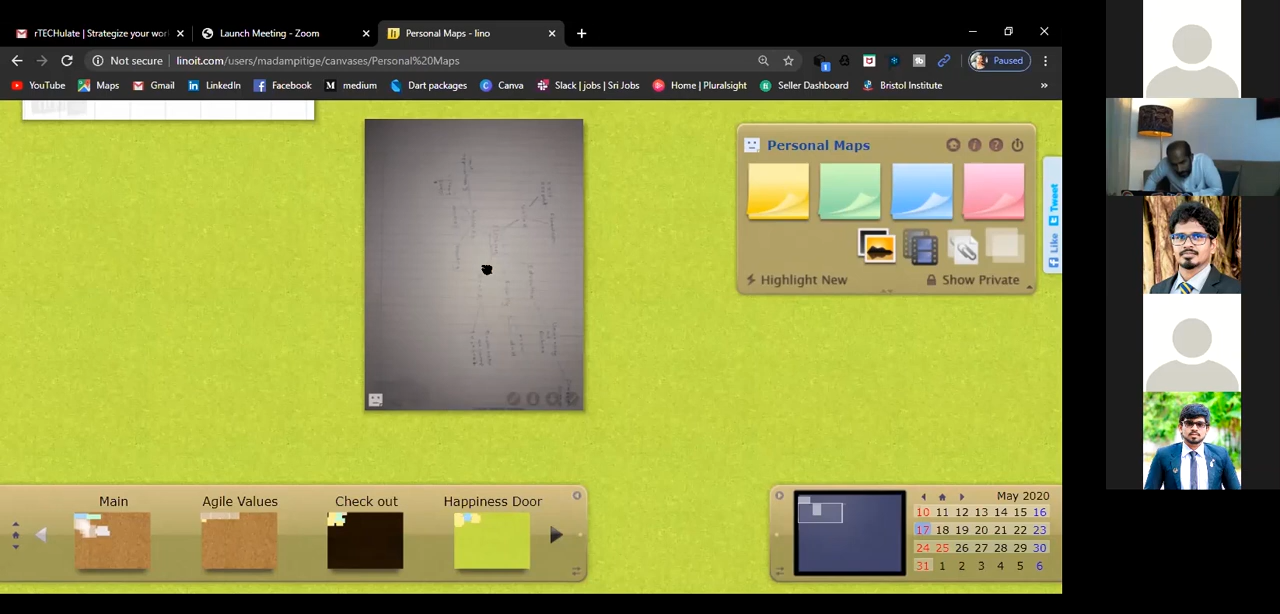 rTECHulate | Strategize your wor
Launch Meeting - Zoom
Personal Maps - lino
Not secure
linoit.com/users/madampitige/canvases/Personal%20Maps
Paused
YouTube
Maps
Gmail
LinkedIn
Facebook
medium
Dart packages
Canva
Slack | jobs | Sri Jobs
Home | Pluralsight
Seller Dashboard
Bristol Institute
»
Personal Maps
Highlight New
Show Private
Tweet
Like
Main
Agile Values
Check out
Happiness Door
May 2020
10 11 12 13 14 15 16
17 18 19 20 21 22 23
24 25 26 27 28 29 30
31 1 2 3 4 5 6